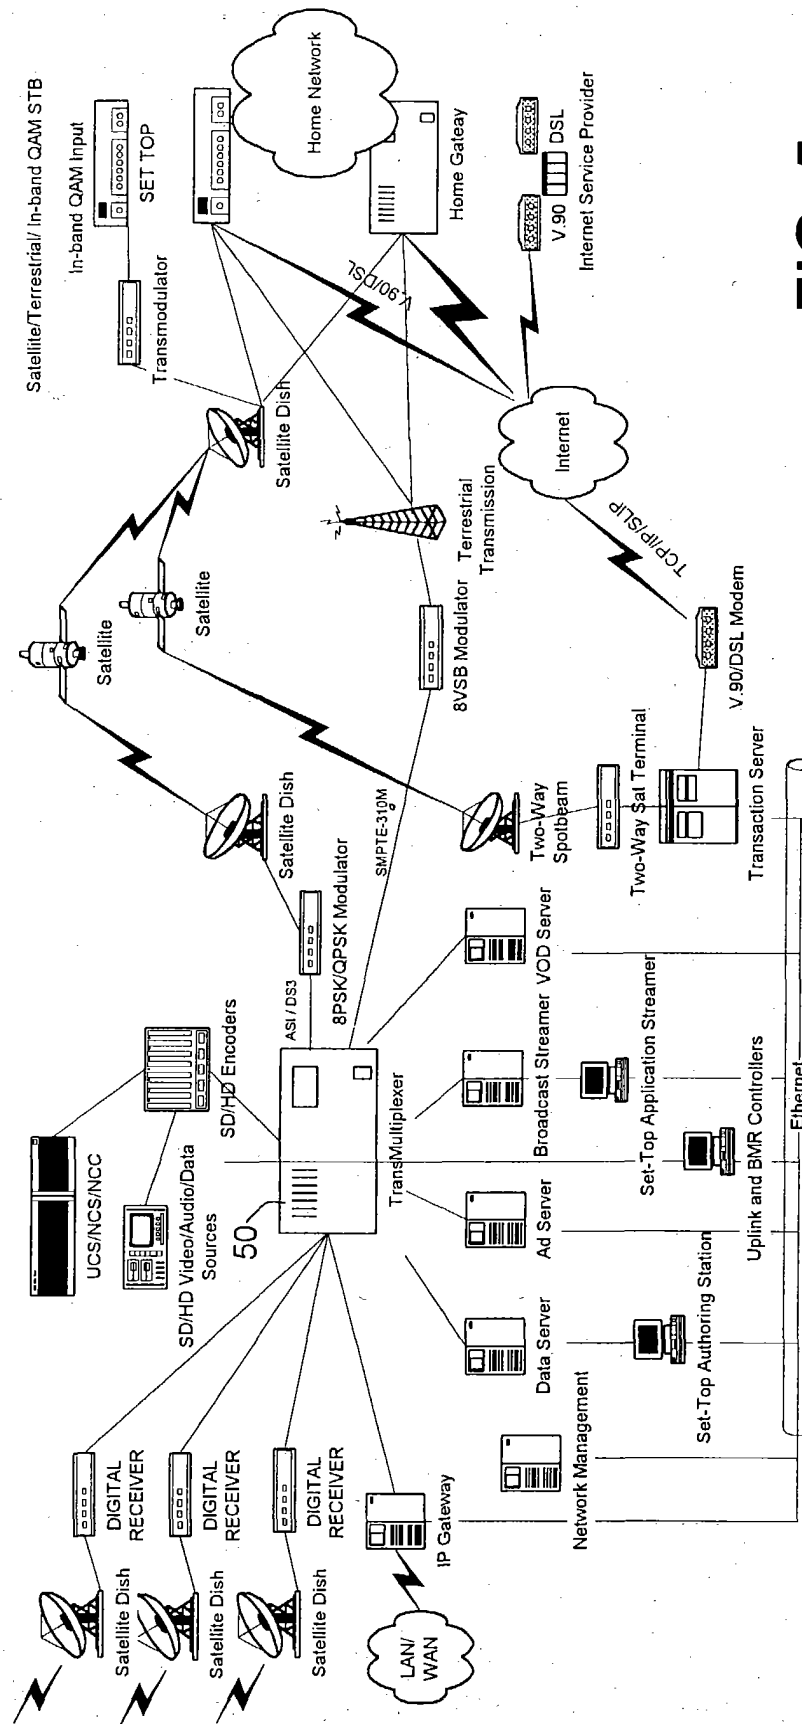 Satellite/Terrestrial/ In-band QAM STB
In-band QAM Input
SET TOP
Transmodulator
Home Network
Home Gateay
V.90/DSL
V.90
DSL
Internet Service Provider
Satellite Dish
Satellite
Satellite
Terrestrial
Transmission
Internet
TCP/IP/SLIP
8VSB Modulator
V.90/DSL Modem
Satellite Dish
SMPTE-310M
Two-Way
Spotbeam
Two-Way Sat Terminal
Transaction Server
8PSK/QPSK Modulator
ASI / DS3
SD/HD Encoders
UCS/NCS/NCC
SD/HD Video/Audio/Data
Sources
50
TransMultiplexer
VOD Server
Broadcast Streamer
Set-Top Application Streamer
Ad Server
Uplink and BMR Controllers
Data Server
Set-Top Authoring Station
Ethernet
DIGITAL
RECEIVER
DIGITAL
RECEIVER
DIGITAL
RECEIVER
IP Gateway
Network Management
Satellite Dish
Satellite Dish
Satellite Dish
LAN/
WAN